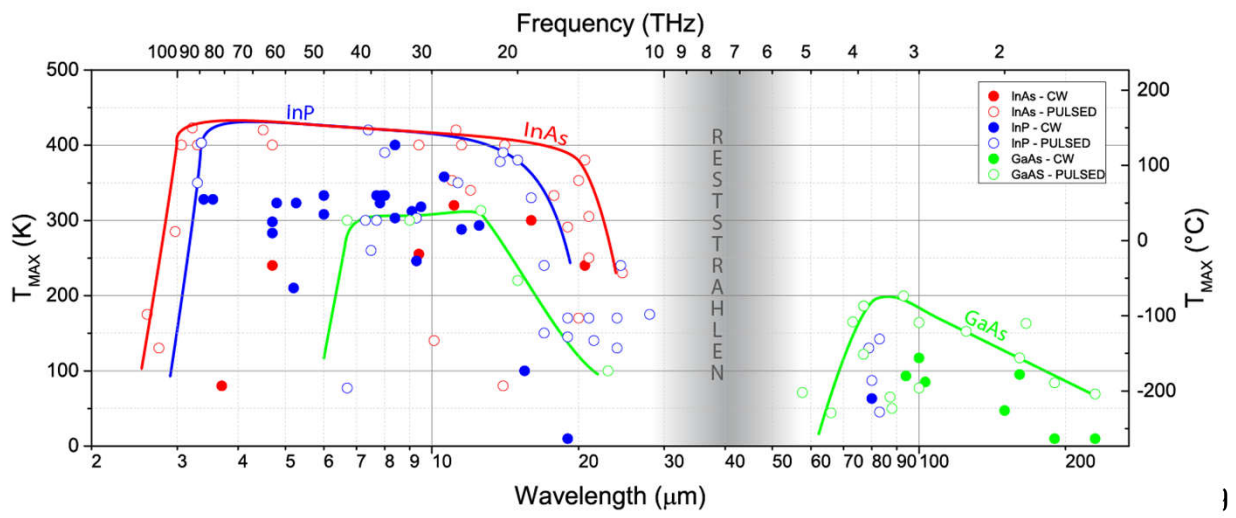 Frequency (THz)
100 90 80 70 60 50 40 30 20 10 9 8 7 6 5 4 3 2
500 400 300 200 100 0
T_MAX (K)
InP
InAs
RESTSTRAHLEN
GaAs
InAs - CW
InAs - PULSED
InP - CW
InP - PULSED
GaAs - CW
GaAS - PULSED
200 100 0 -100 -200
T_MAX (°C)
2 3 4 5 6 7 8 9 10 20 30 40 50 60 70 80 90 100 200
Wavelength (μm)